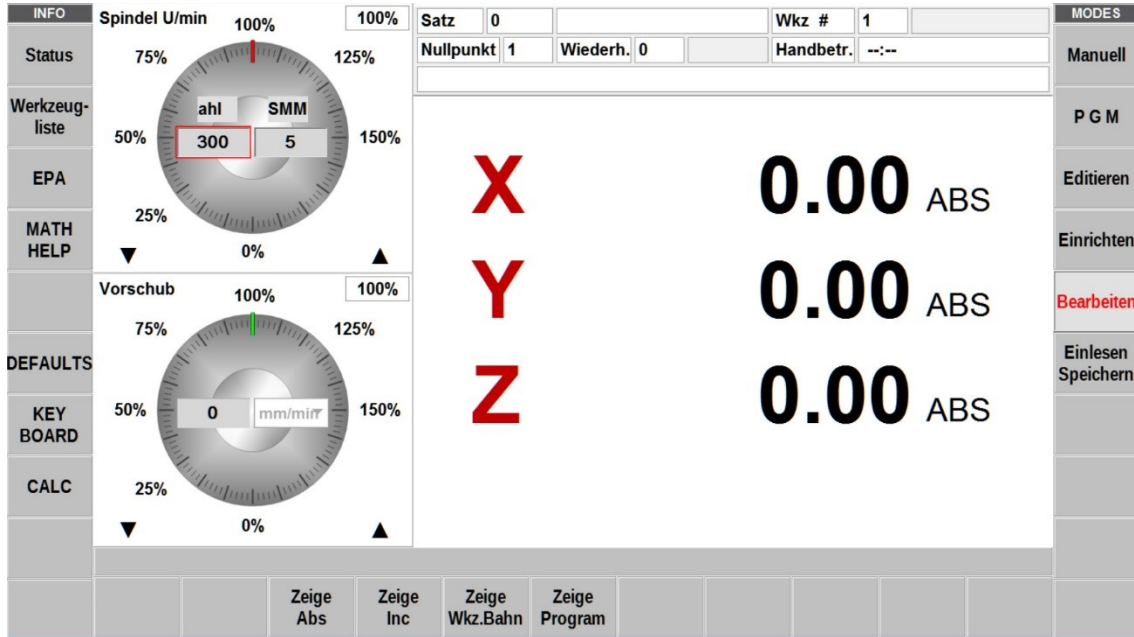 INFO
Status
Werkzeug-
liste
EPA
MATH
HELP
DEFAULTS
KEY
BOARD
CALC
Spindel U/min
100%
100%
75%
125%
ahl
SMM
50%
300
5
150%
25%
0%
▼
▲
Vorschub
100%
100%
75%
125%
50%
0
mm/min
150%
25%
0%
▼
▲
Satz 0
Wkz # 1
Nullpunkt 1
Wiederh. 0
Handbetr. --:--
X 0.00 ABS
Y 0.00 ABS
Z 0.00 ABS
MODES
Manuell
P G M
Editieren
Einrichten
Bearbeiten
Einlesen
Speichern
Zeige
Abs
Zeige
Inc
Zeige
Wkz.Bahn
Zeige
Program